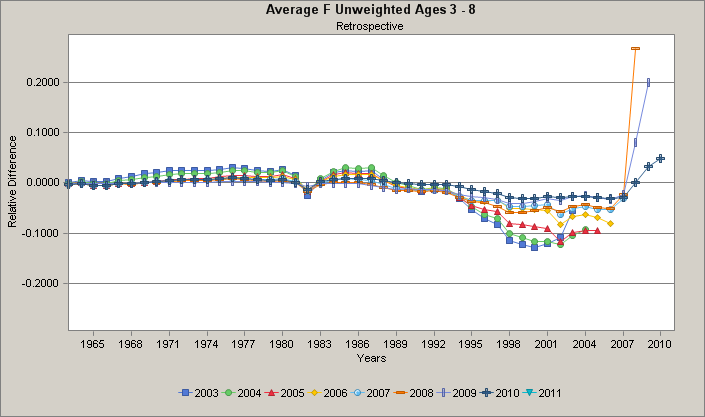 Average F Unweighted Ages 3 - 8
Retrospective
Relative Difference
0.2000
0.1000
0.0000
-0.1000
-0.2000
1965 1968 1971 1974 1977 1980 1983 1986 1989 1992 1995 1998 2001 2004 2007 2010
Years
2003 2004 2005 2006 2007 2008 2009 2010 2011